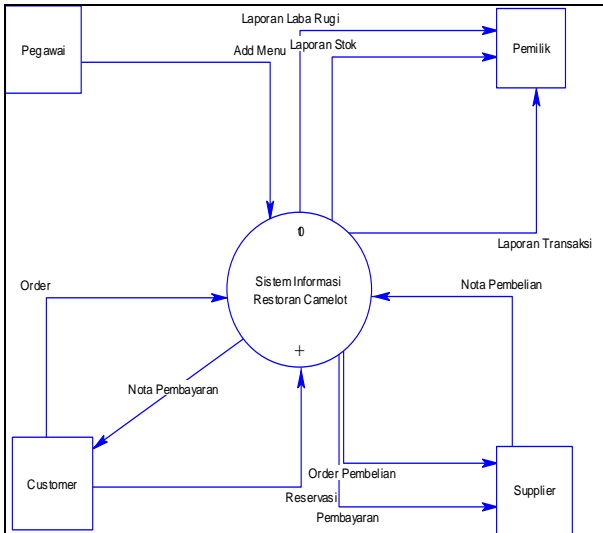 Laporan Laba Rugi
Pegawai
Add Menu
Laporan Stok
Pemilik
Laporan Transaksi
Sistem Informasi
Restoran Camelot
+
Order
Nota Pembelian
Nota Pembayaran
Customer
Order Pembelian
Reservasi
Supplier
Pembayaran